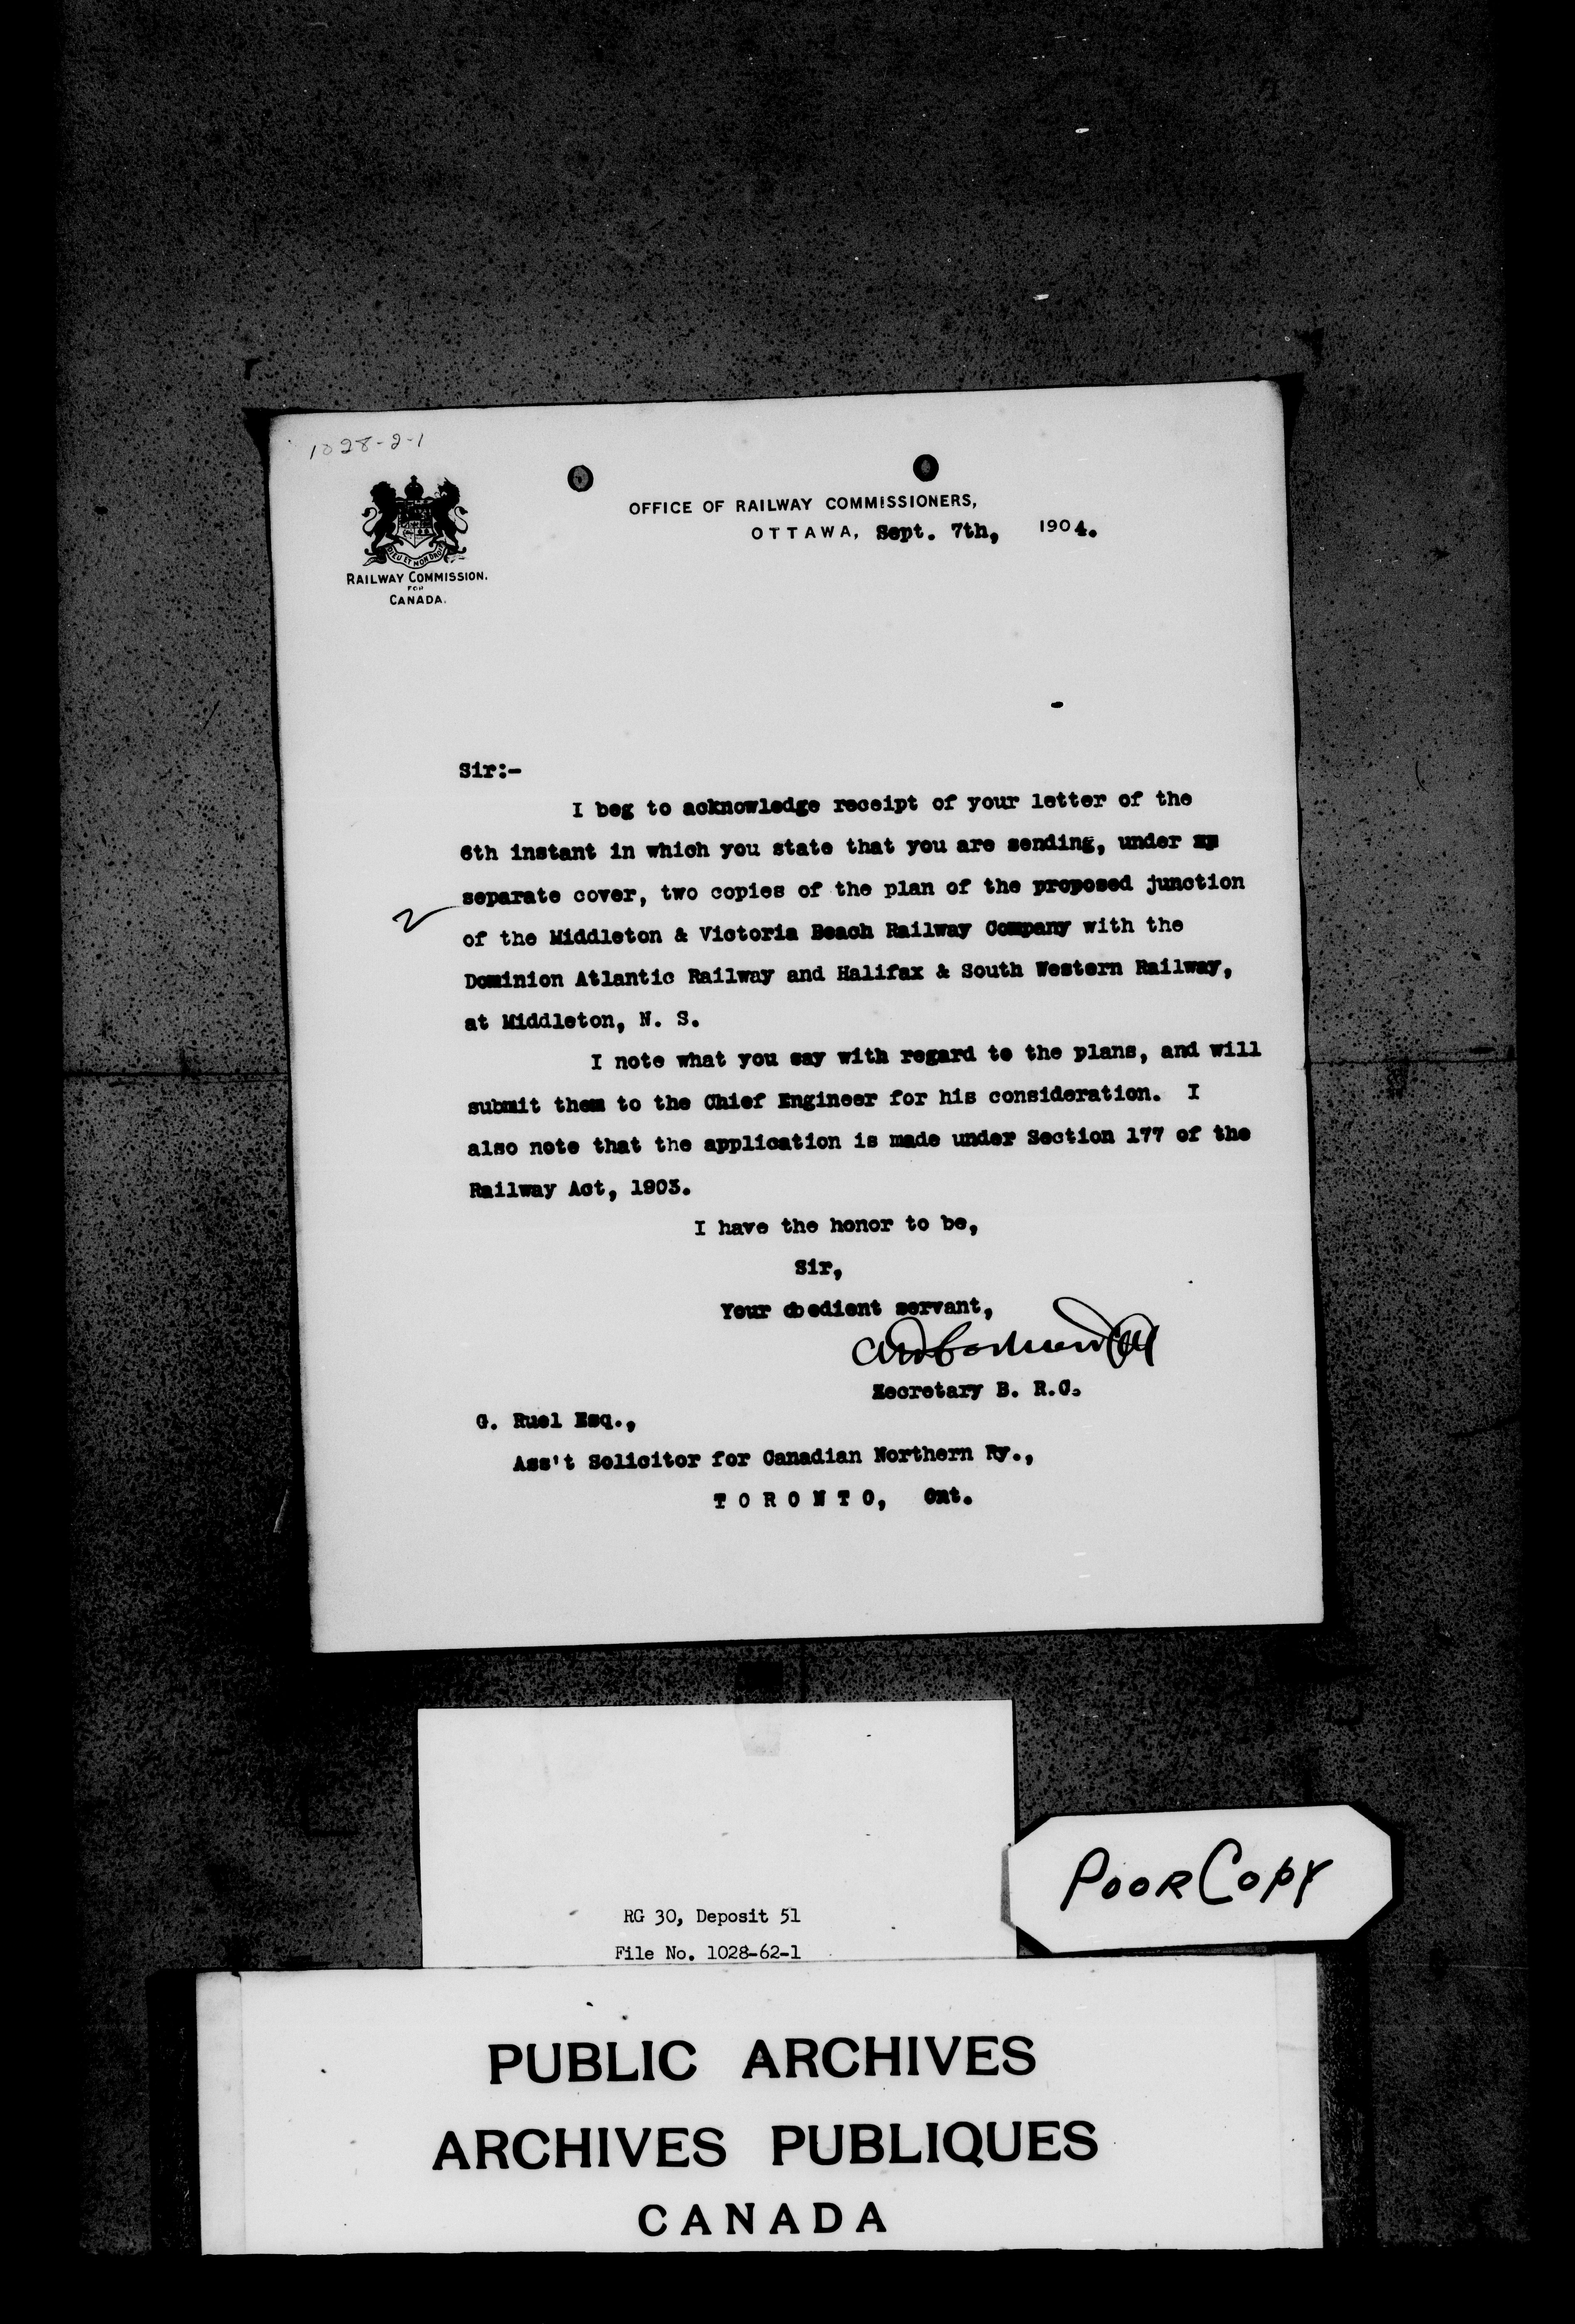 1028-2-1
OFFICE OF RAILWAY COMMISSIONERS,
OTTAWA, Sept. 7th, 1904.
DIEU ET MON DROIT
RAILWAY COMMISSION.
FOR
CANADA.
Sir:-
I beg to acknowledge receipt of your letter of the
6th instant in which you state that you are sending, under
separate cover, two copies of the plan of the proposed junction
of the Middleton & Victoria Beach Railway Company with the
Dominion Atlantic Railway and Halifax & South Western Railway,
at Middleton, N. S.
I note what you say with regard to the plans, and will
submit them to the Chief Engineer for his consideration. I
also note that the application is made under Section 177 of the
Railway Act, 1903.
I have the honor to be,
Sir,
Your obedient servant,
Secretary B. R.C.
G. Ruel Esq.,
Ass't Solicitor for Canadian Northern Ry.,
TORONTO, Ont.
POOR COPY
RG 30, Deposit 51
File No. 1028-62-1
PUBLIC ARCHIVES
ARCHIVES PUBLIQUES
CANADA